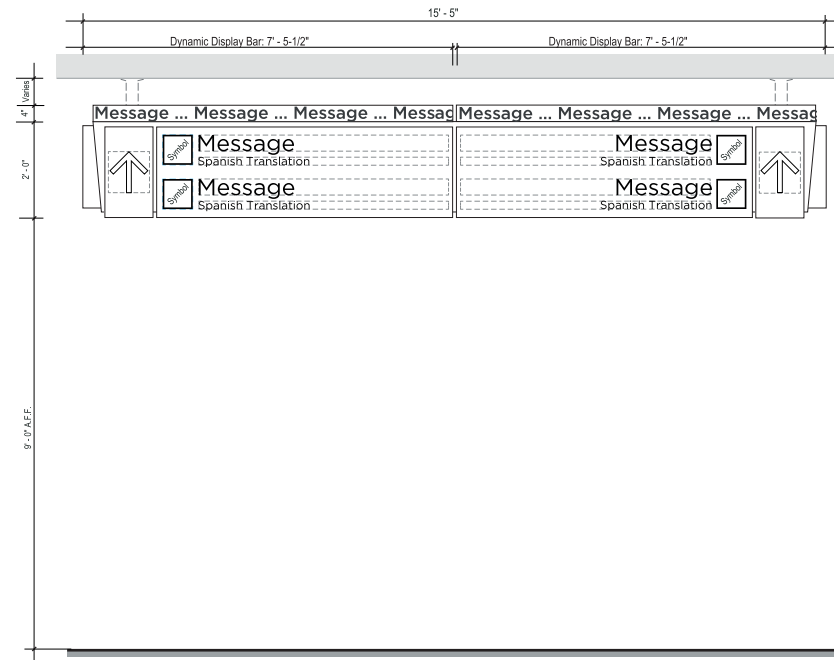 15' - 5"
Dynamic Display Bar: 7' - 5-1/2"
Dynamic Display Bar: 7' - 5-1/2"
Varies
4"
2' - 0"
9' - 0" A.F.F.
Message ... Message ... Message ... Messag
Message ... Message ... Message ... Messag
Symbol
Message
Spanish Translation
Symbol
Message
Spanish Translation
Message
Spanish Translation
Symbol
Message
Spanish Translation
Symbol